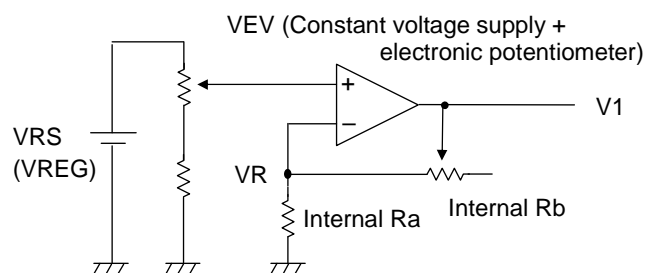 VEV (Constant voltage supply +
electronic potentiometer)
+
−
V1
VRS
(VREG)
VR
Internal Ra
Internal Rb